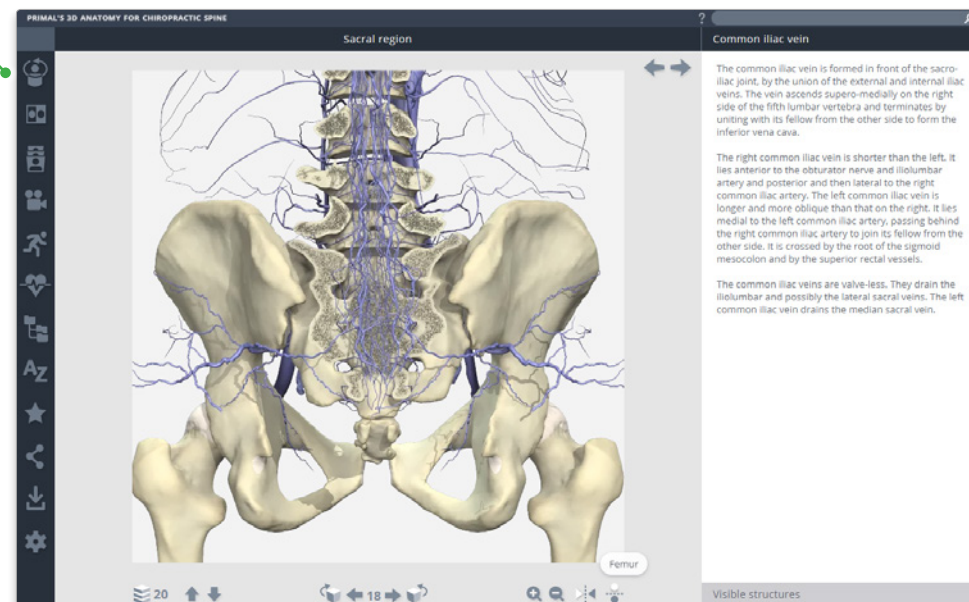 PRIMAL'S 3D ANATOMY FOR CHIROPRACTIC SPINE
?
Sacral region
Common iliac vein
The common iliac vein is formed in front of the sacro-
iliac joint, by the union of the external and internal iliac
veins. The vein ascends supero-medially on the right
side of the fifth lumbar vertebra and terminates by
uniting with its fellow from the other side to form the
inferior vena cava.
The right common iliac vein is shorter than the left. It
lies anterior to the obturator nerve and iliolumbar
artery and posterior and then lateral to the right
common iliac artery. The left common iliac vein is
longer and more oblique than that on the right. It lies
medial to the left common iliac artery, passing behind
the right common iliac artery to join its fellow from the
other side. It is crossed by the root of the sigmoid
mesocolon and by the superior rectal vessels.
The common iliac veins are valve-less. They drain the
iliolumbar and possibly the lateral sacral veins. The left
common iliac vein drains the median sacral vein.
AZ
Femur
20
18
Visible structures